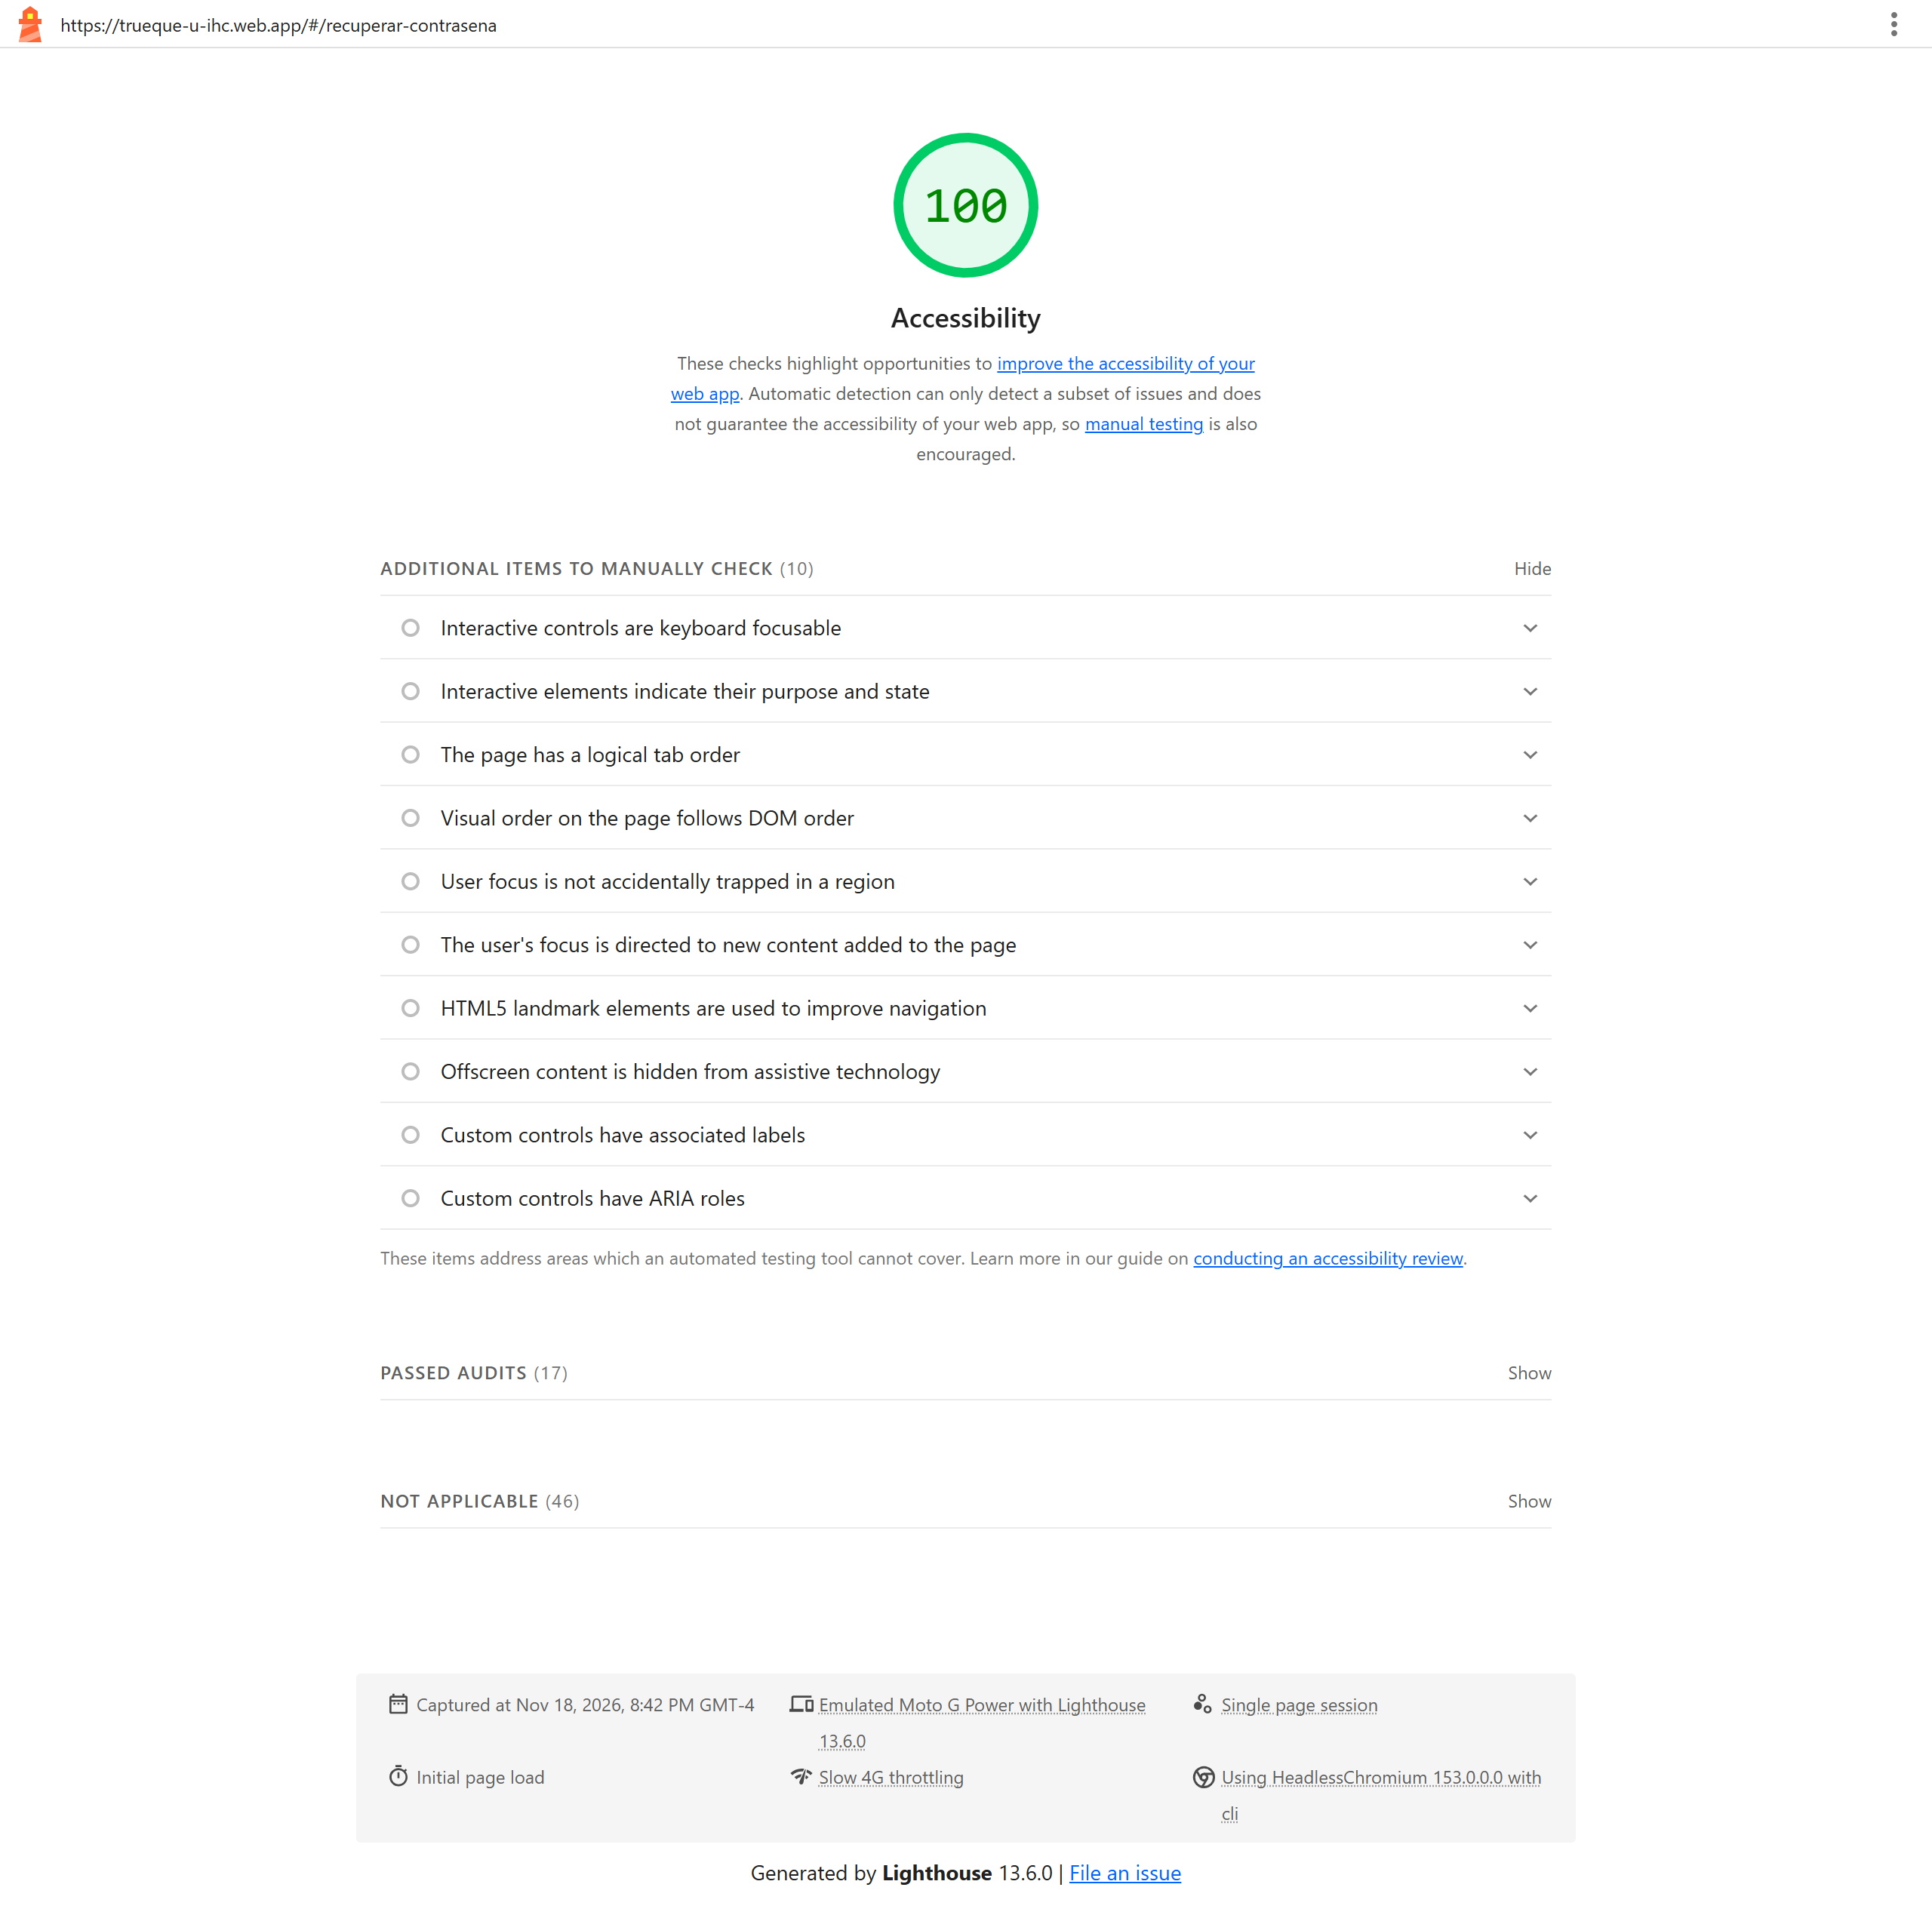 https://trueque-u-ihc.web.app/#/recuperar-contrasena
100
Accessibility
These checks highlight opportunities to improve the accessibility of your
web app. Automatic detection can only detect a subset of issues and does
not guarantee the accessibility of your web app, so manual testing is also
encouraged.
ADDITIONAL ITEMS TO MANUALLY CHECK (10) Hide
Interactive controls are keyboard focusable
Interactive elements indicate their purpose and state
The page has a logical tab order
Visual order on the page follows DOM order
User focus is not accidentally trapped in a region
The user's focus is directed to new content added to the page
HTML5 landmark elements are used to improve navigation
Offscreen content is hidden from assistive technology
Custom controls have associated labels
Custom controls have ARIA roles
These items address areas which an automated testing tool cannot cover. Learn more in our guide on conducting an accessibility review.
PASSED AUDITS (17) Show
NOT APPLICABLE (46) Show
Captured at Nov 18, 2026, 8:42 PM GMT-4
Emulated Moto G Power with Lighthouse
13.6.0
Single page session
Initial page load
Slow 4G throttling
Using HeadlessChromium 153.0.0.0 with
cli
Generated by Lighthouse 13.6.0 | File an issue